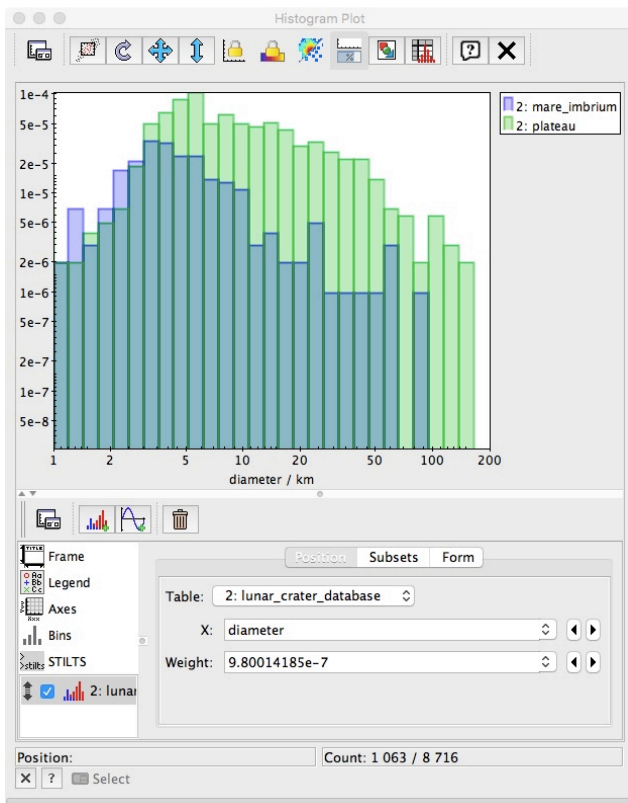 Histogram Plot
1e-4
5e-5
2e-5
1e-5
5e-6
2e-6
1e-6
5e-7
2e-7
1e-7
5e-8
1 2 5 10 20 50 100 200
diameter / km
2: mare_imbrium
2: plateau
Frame
Legend
Axes
Bins
STILTS
2: lunar
Position Subsets Form
Table: 2: lunar_crater_database
X: diameter
Weight: 9.80014185e-7
Position:
Count: 1 063 / 8 716
X ? Select